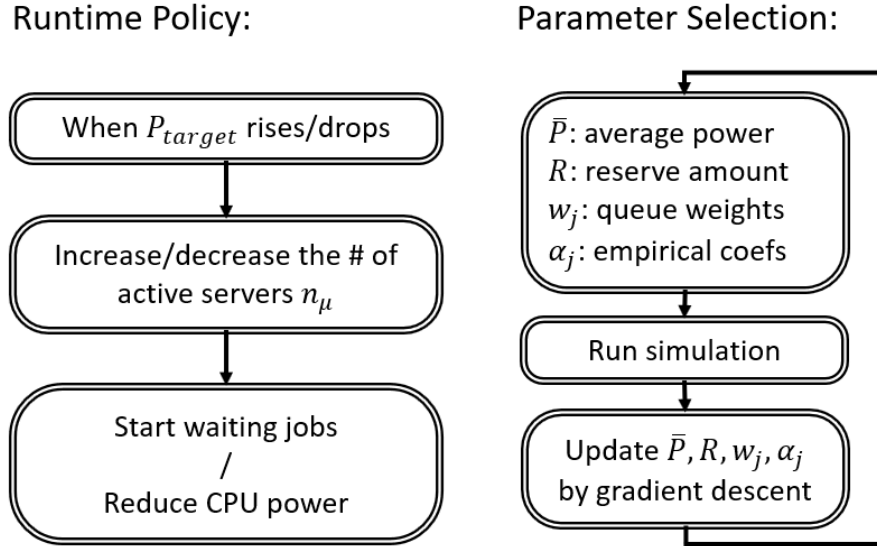 Runtime Policy:
When P_target rises/drops
Increase/decrease the # of
active servers n_μ
Start waiting jobs
/
Reduce CPU power
Parameter Selection:
P̄: average power
R: reserve amount
w_j: queue weights
α_j: empirical coefs
Run simulation
Update P̄, R, w_j, α_j
by gradient descent